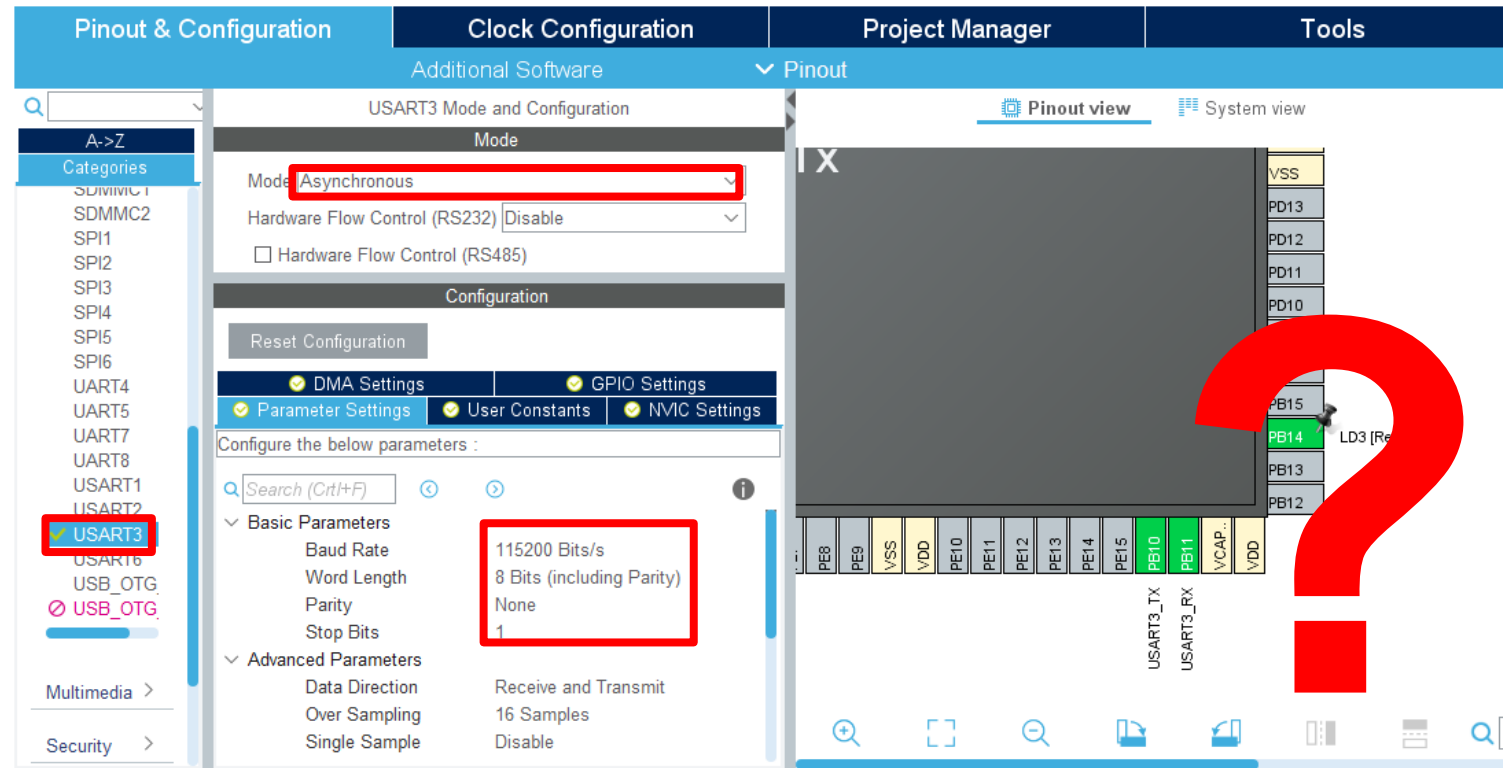 Pinout & Configuration
Clock Configuration
Project Manager
Tools
Additional Software
Pinout
USART3 Mode and Configuration
Mode
Mode Asynchronous
Hardware Flow Control (RS232) Disable
Hardware Flow Control (RS485)
Configuration
Reset Configuration
DMA Settings
GPIO Settings
Parameter Settings
User Constants
NVIC Settings
Configure the below parameters :
Search (Crtl+F)
Basic Parameters
Baud Rate 115200 Bits/s
Word Length 8 Bits (including Parity)
Parity None
Stop Bits 1
Advanced Parameters
Data Direction Receive and Transmit
Over Sampling 16 Samples
Single Sample Disable
A->Z
Categories
SDMMC1
SDMMC2
SPI1
SPI2
SPI3
SPI4
SPI5
SPI6
UART4
UART5
UART7
UART8
USART1
USART2
USART3
USART6
USB_OTG_
USB_OTG_
Multimedia >
Security >
Pinout view
System view
VSS
PD13
PD12
PD11
PD10
PB15
PB14 LD3 [Re
PB13
PB12
PE8
PE9
VSS
VDD
PE10
PE11
PE12
PE13
PE14
PE15
PB10
PB11
VCAP..
VDD
USART3_TX
USART3_RX
?